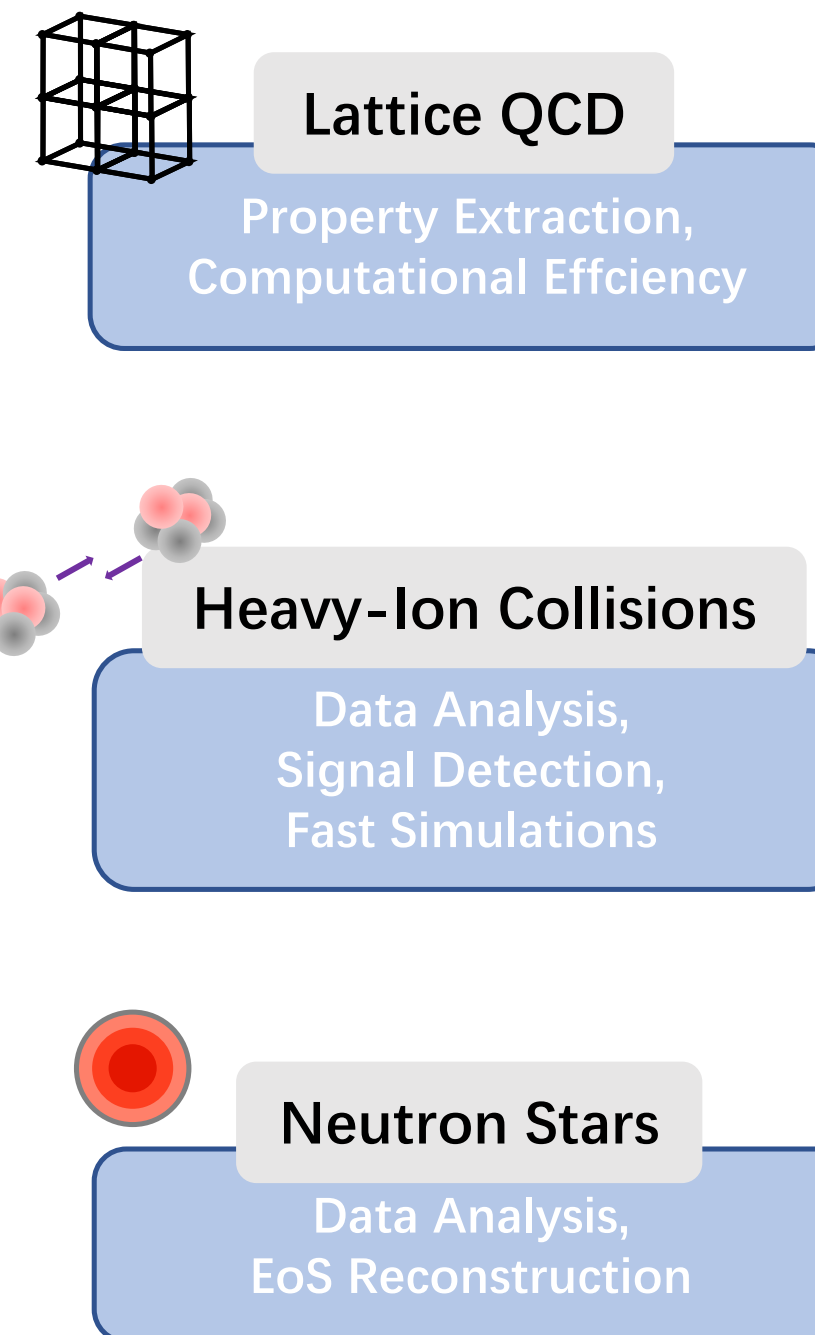 Lattice QCD
Property Extraction,
Computational Effciency
Heavy-Ion Collisions
Data Analysis,
Signal Detection,
Fast Simulations
Neutron Stars
Data Analysis,
EoS Reconstruction